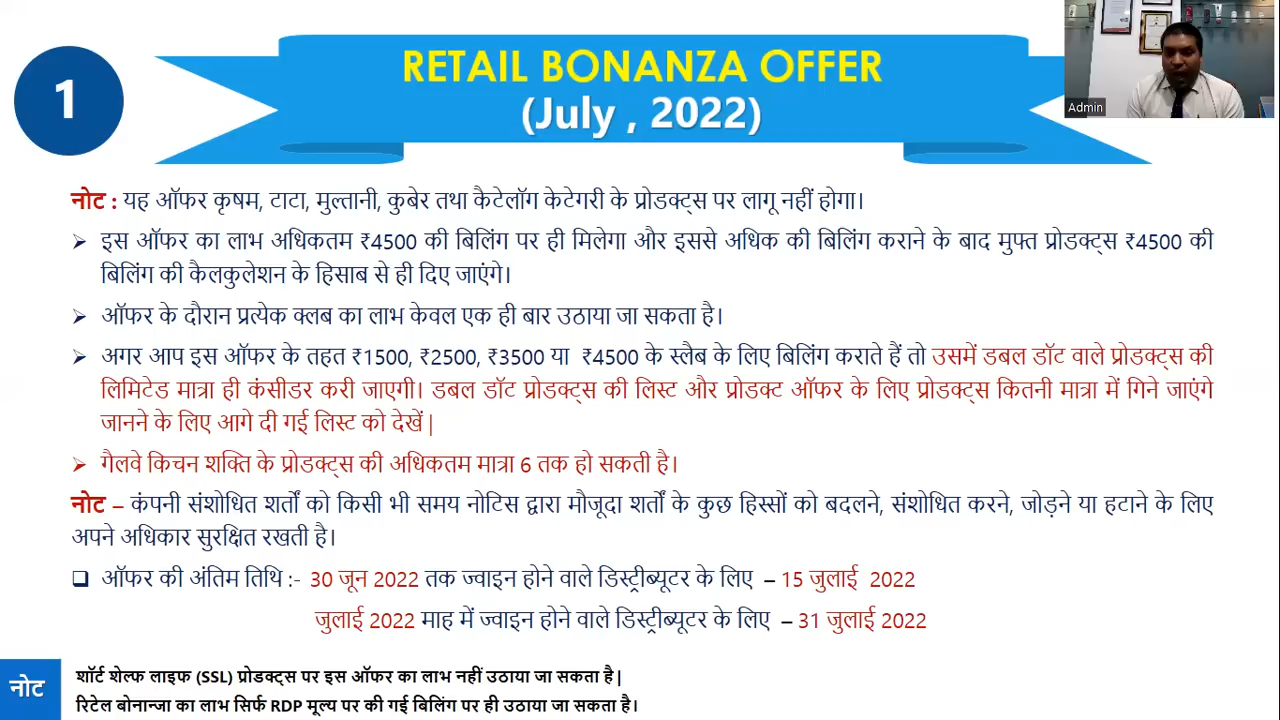 1
RETAIL BONANZA OFFER
(July , 2022)
Admin
नोट : यह ऑफर कृषम, टाटा, मुल्तानी, कुबेर तथा कैटेलॉग केटेगरी के प्रोडक्ट्स पर लागू नहीं होगा।
➢ इस ऑफर का लाभ अधिकतम ₹4500 की बिलिंग पर ही मिलेगा और इससे अधिक की बिलिंग कराने के बाद मुफ्त प्रोडक्ट्स ₹4500 की
बिलिंग की कैलकुलेशन के हिसाब से ही दिए जाएंगे।
➢ ऑफर के दौरान प्रत्येक क्लब का लाभ केवल एक ही बार उठाया जा सकता है।
➢ अगर आप इस ऑफर के तहत ₹1500, ₹2500, ₹3500 या ₹4500 के स्लैब के लिए बिलिंग कराते हैं तो उसमें डबल डॉट वाले प्रोडक्ट्स की
लिमिटेड मात्रा ही कंसीडर करी जाएगी। डबल डॉट प्रोडक्ट्स की लिस्ट और प्रोडक्ट ऑफर के लिए प्रोडक्ट्स कितनी मात्रा में गिने जाएंगे
जानने के लिए आगे दी गई लिस्ट को देखें |
➢ गैलवे किचन शक्ति के प्रोडक्ट्स की अधिकतम मात्रा 6 तक हो सकती है।
नोट – कंपनी संशोधित शर्तों को किसी भी समय नोटिस द्वारा मौजूदा शर्तों के कुछ हिस्सों को बदलने, संशोधित करने, जोड़ने या हटाने के लिए
अपने अधिकार सुरक्षित रखती है।
❑ ऑफर की अंतिम तिथि :- 30 जून 2022 तक ज्वाइन होने वाले डिस्ट्रीब्यूटर के लिए – 15 जुलाई 2022
जुलाई 2022 माह में ज्वाइन होने वाले डिस्ट्रीब्यूटर के लिए – 31 जुलाई 2022
नोट
शॉर्ट शेल्फ लाइफ (SSL) प्रोडक्ट्स पर इस ऑफर का लाभ नहीं उठाया जा सकता है|
रिटेल बोनान्जा का लाभ सिर्फ RDP मूल्य पर की गई बिलिंग पर ही उठाया जा सकता है।